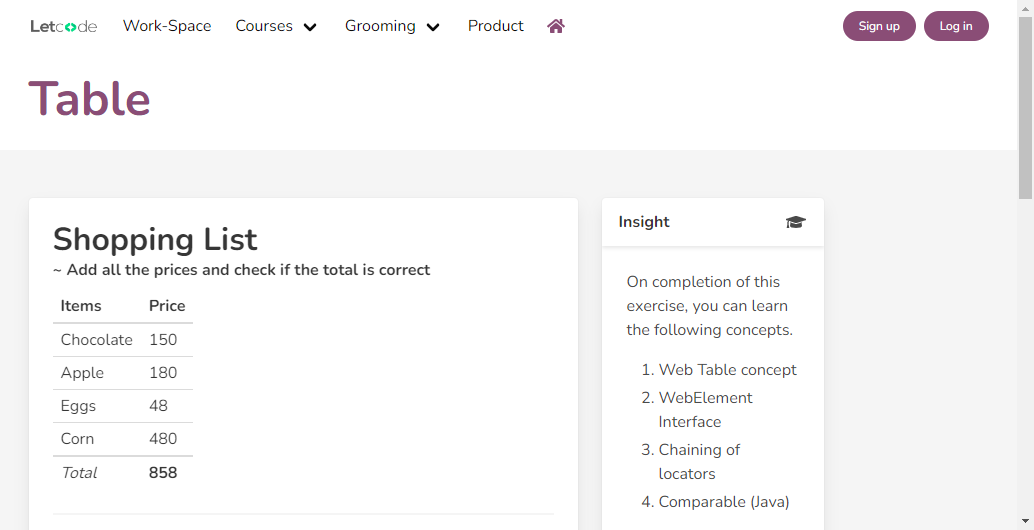 Letcode Work-Space Courses Grooming Product Sign up Log in
Table
Shopping List
~ Add all the prices and check if the total is correct
Items Price
Chocolate 150
Apple 180
Eggs 48
Corn 480
Total 858
Insight
On completion of this
exercise, you can learn
the following concepts.
1. Web Table concept
2. WebElement
Interface
3. Chaining of
locators
4. Comparable (Java)